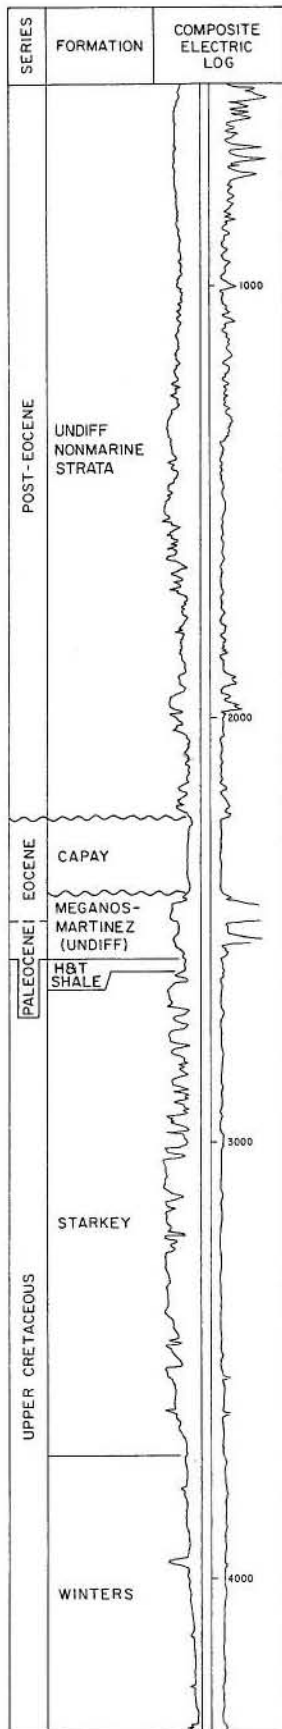 SERIES
FORMATION
COMPOSITE
ELECTRIC
LOG
POST-EOCENE
UNDIFF
NONMARINE
STRATA
1000
2000
EOCENE
CAPAY
MEGANOS-
MARTINEZ
(UNDIFF)
PALEOCENE
H&T
SHALE
3000
STARKEY
UPPER CRETACEOUS
WINTERS
4000